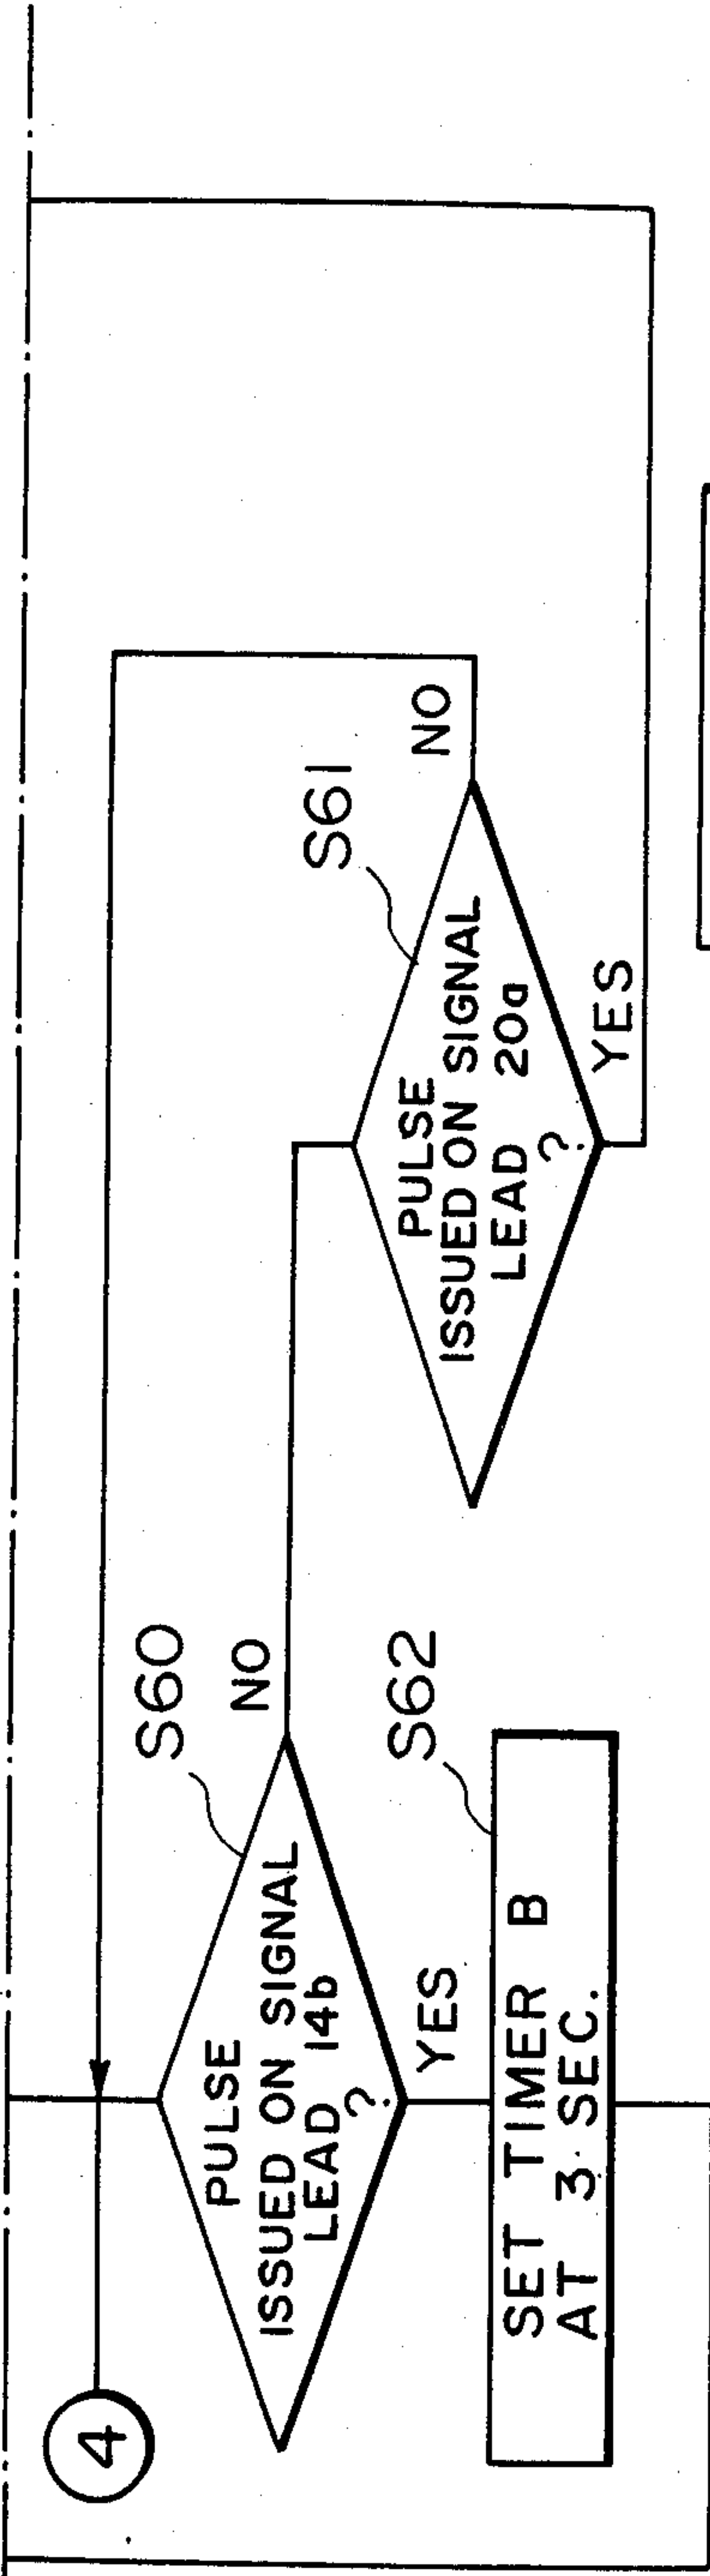 4
S60
PULSE
ISSUED ON SIGNAL
LEAD 14b
?
NO
YES
S61
PULSE
ISSUED ON SIGNAL
LEAD 20a
?
NO
YES
S62
SET TIMER B
AT 3 SEC.